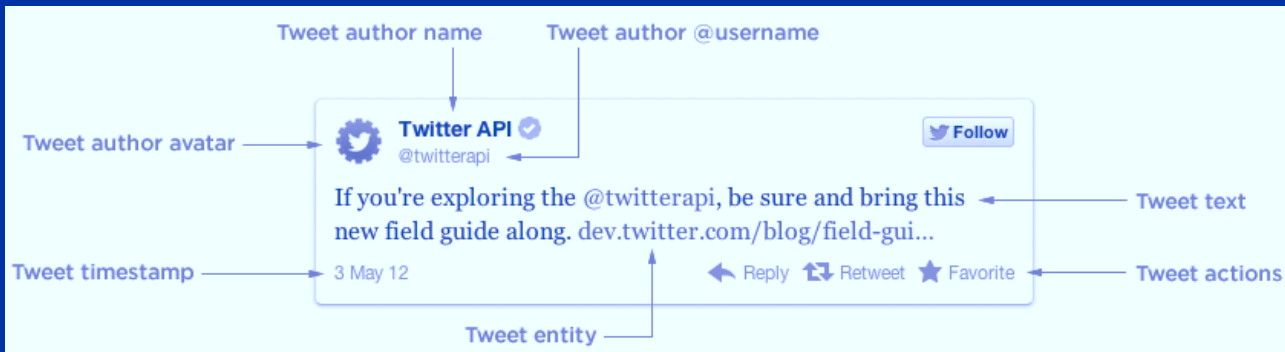 Tweet author name Tweet author @username
Tweet author avatar
Twitter API
Follow
@twitterapi
If you're exploring the @twitterapi, be sure and bring this
Tweet text
new field guide along. dev.twitter.com/blog/field-gui...
Tweet timestamp
3 May 12
Reply Retweet Favorite
Tweet actions
Tweet entity